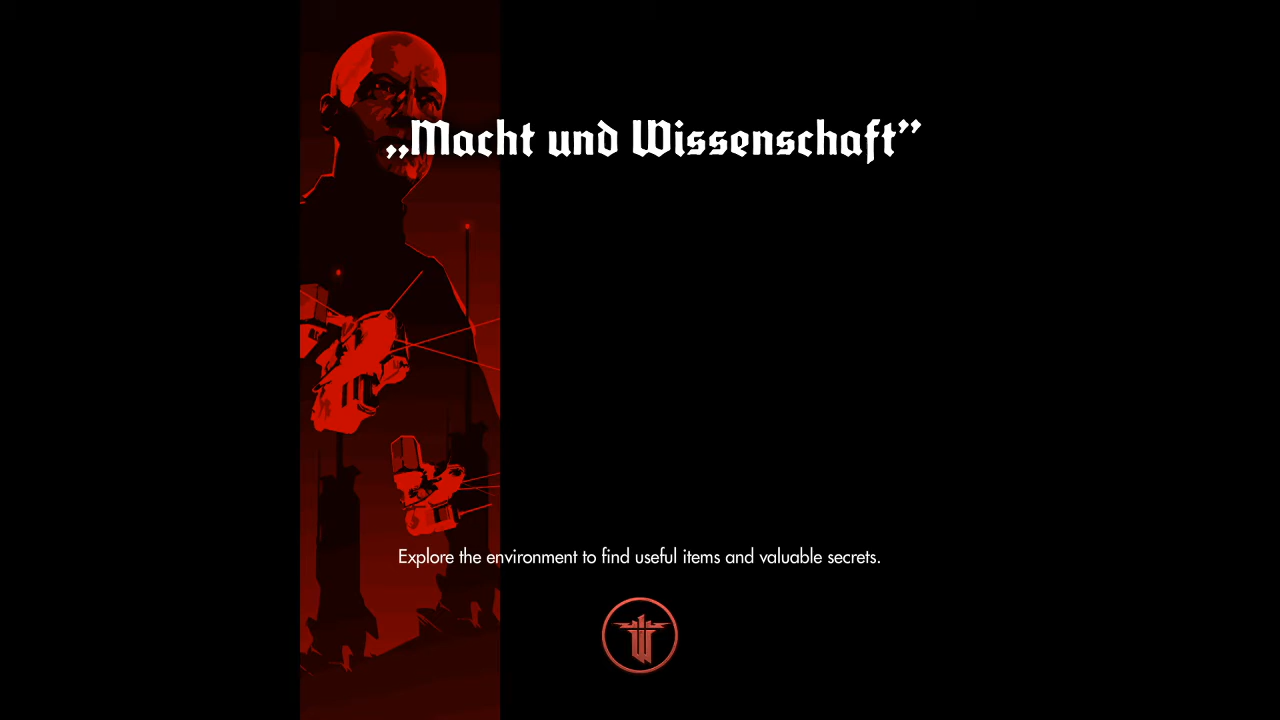 „Macht und Wissenschaft”
Explore the environment to find useful items and valuable secrets.